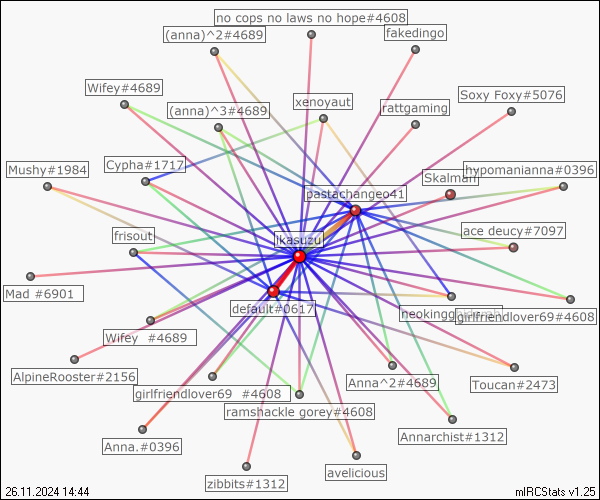 no cops no laws no hope#4608
(anna)^2#4689
fakedingo
Wifey#4689
(anna)^3#4689
xenoyaut
rattgaming
Soxy Foxy#5076
Mushy#1984
Cypha#1717
pastachangeo41
Skalman
hypomanianna#0396
frisout
ikasuzu
ace deucy#7097
Mad #6901
default#0617
girlfriendlover69#4608
Wifey #4689
AlpineRooster#2156
girlfriendlover69 #4608
ramshackle gorey#4608
Anna^2#4689
Toucan#2473
Anna.#0396
Annarchist#1312
zibbits#1312
avelicious
26.11.2024 14:44
mIRCStats v1.25